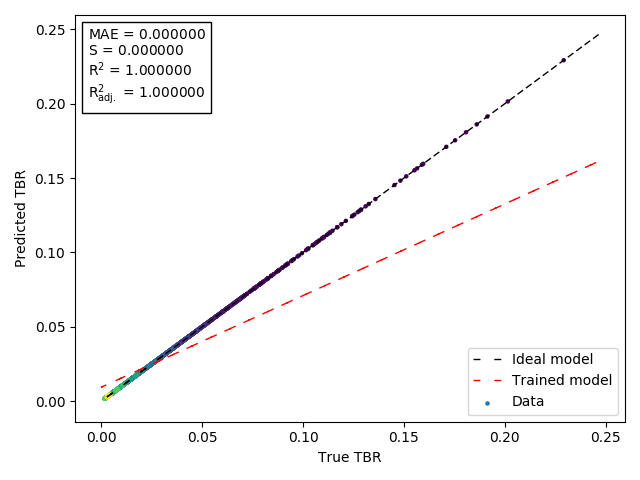 MAE = 0.000000
S = 0.000000
R² = 1.000000
R²adj. = 1.000000
0.25
0.20
0.15
0.10
0.05
0.00
Predicted TBR
Ideal model
Trained model
Data
0.00 0.05 0.10 0.15 0.20 0.25
True TBR